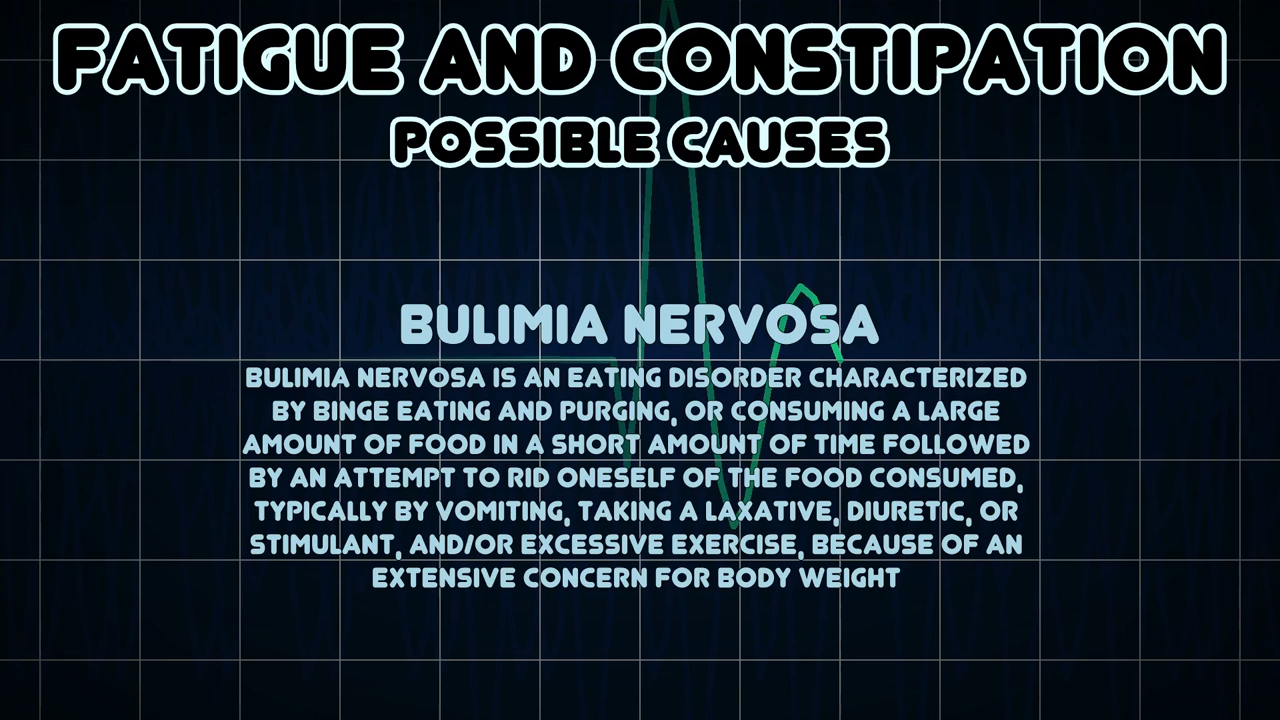 FATIGUE AND CONSTIPATION
POSSIBLE CAUSES
BULIMIA NERVOSA
BULIMIA NERVOSA IS AN EATING DISORDER CHARACTERIZED
BY BINGE EATING AND PURGING, OR CONSUMING A LARGE
AMOUNT OF FOOD IN A SHORT AMOUNT OF TIME FOLLOWED
BY AN ATTEMPT TO RID ONESELF OF THE FOOD CONSUMED,
TYPICALLY BY VOMITING, TAKING A LAXATIVE, DIURETIC, OR
STIMULANT, AND/OR EXCESSIVE EXERCISE, BECAUSE OF AN
EXTENSIVE CONCERN FOR BODY WEIGHT